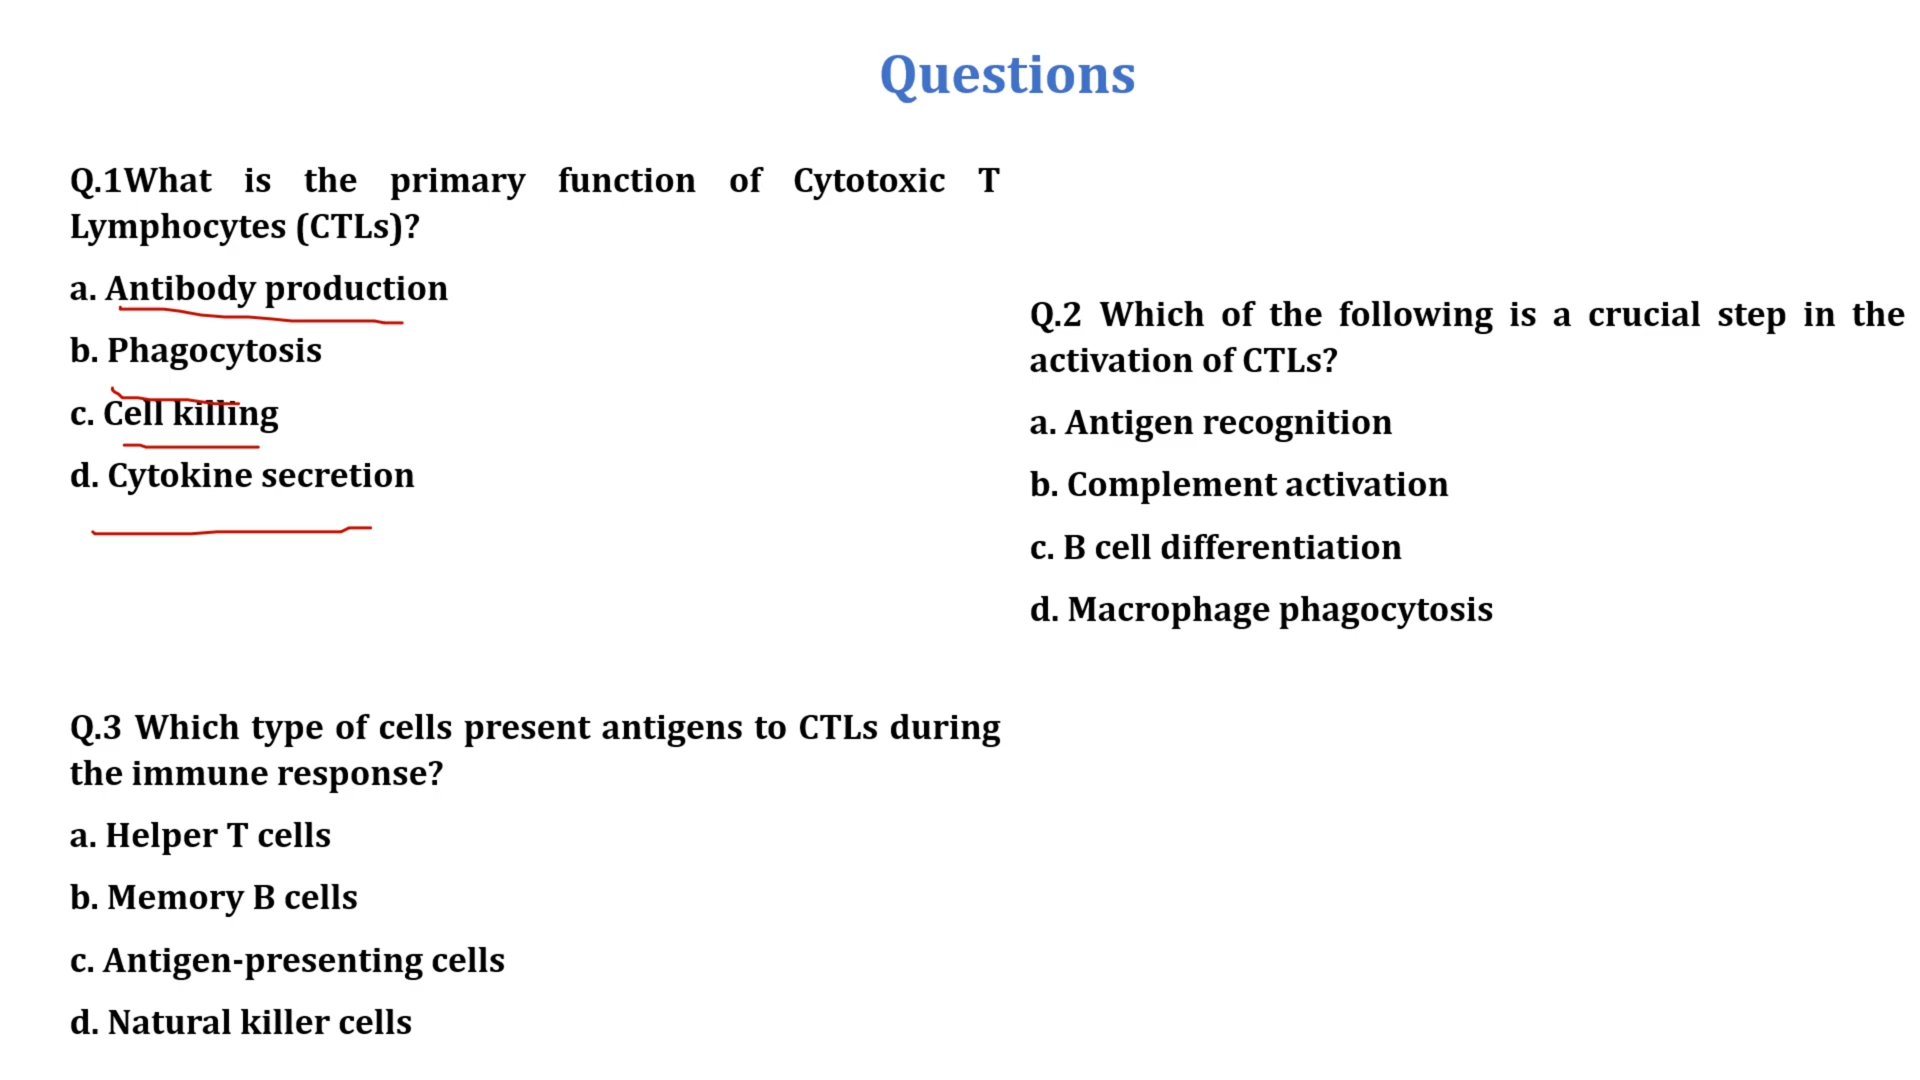 Questions
Q.1What is the primary function of Cytotoxic T
Lymphocytes (CTLs)?
a. Antibody production
b. Phagocytosis
c. Cell killing
d. Cytokine secretion
Q.2 Which of the following is a crucial step in the
activation of CTLs?
a. Antigen recognition
b. Complement activation
c. B cell differentiation
d. Macrophage phagocytosis
Q.3 Which type of cells present antigens to CTLs during
the immune response?
a. Helper T cells
b. Memory B cells
c. Antigen-presenting cells
d. Natural killer cells